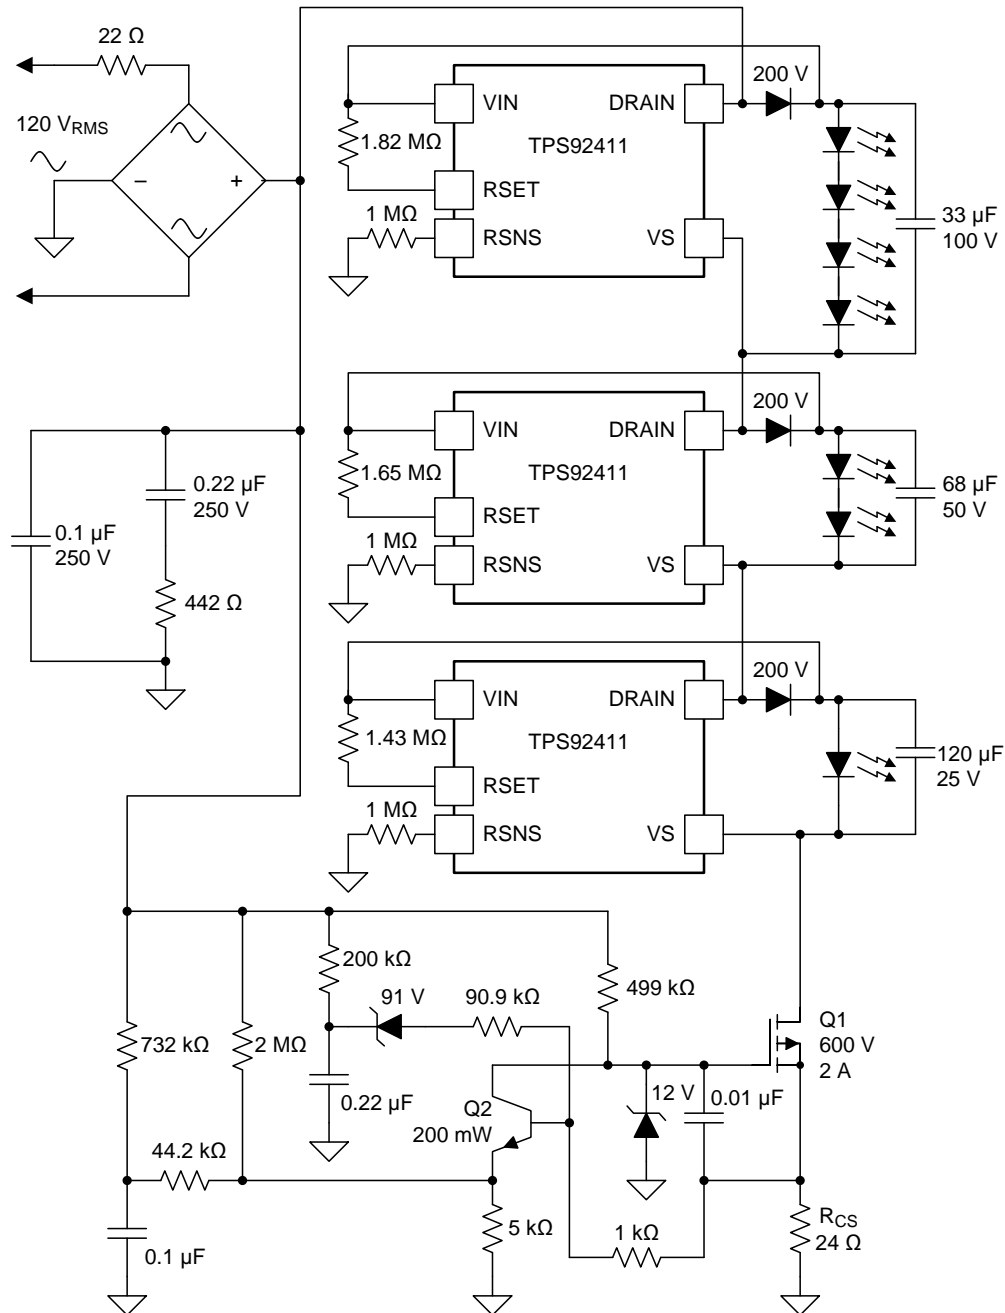 22 Ω
120 VRMS
−
+
200 V
VIN
DRAIN
1.82 MΩ
TPS92411
RSET
1 MΩ
RSNS
VS
33 µF
100 V
200 V
VIN
DRAIN
1.65 MΩ
TPS92411
RSET
1 MΩ
RSNS
VS
68 µF
50 V
0.22 µF
250 V
0.1 µF
250 V
442 Ω
200 V
VIN
DRAIN
1.43 MΩ
TPS92411
RSET
1 MΩ
RSNS
VS
120 µF
25 V
200 kΩ
91 V
90.9 kΩ
499 kΩ
732 kΩ
2 MΩ
Q1
600 V
2 A
0.22 µF
Q2
200 mW
12 V
0.01 µF
44.2 kΩ
5 kΩ
1 kΩ
RCS
24 Ω
0.1 µF